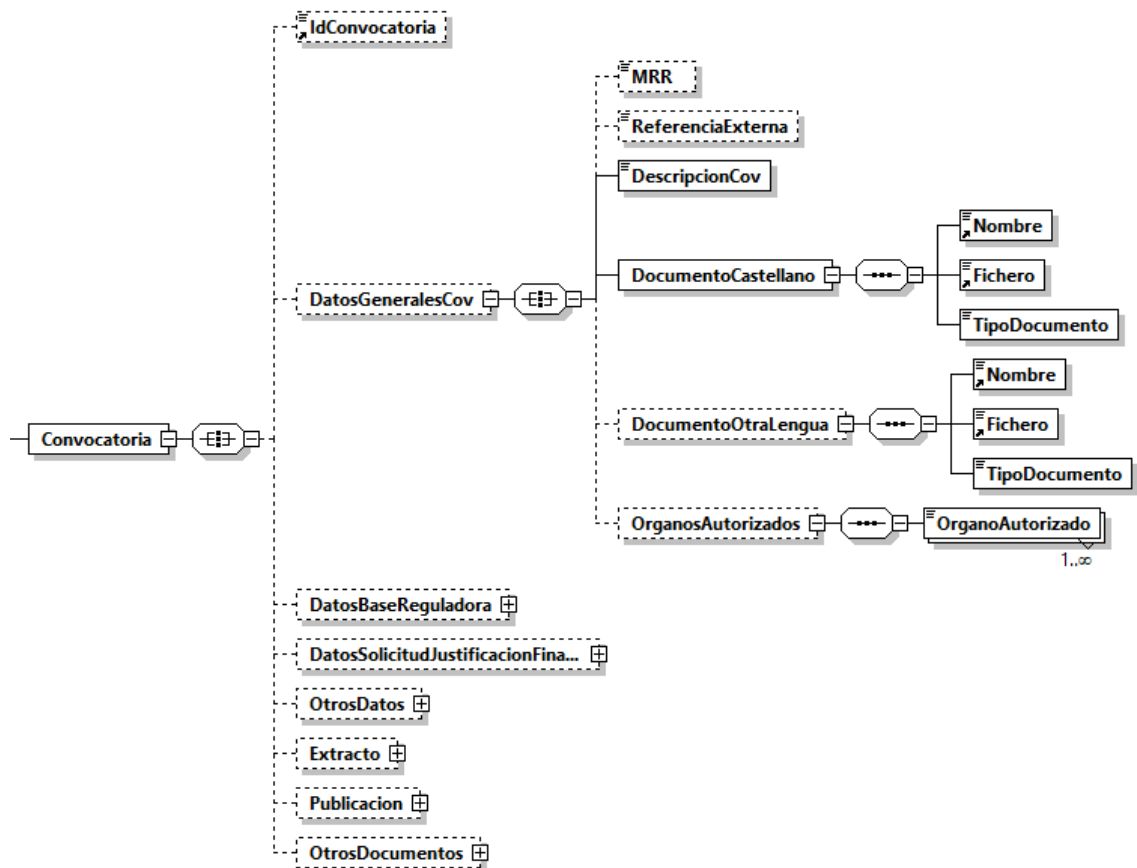 IdConvocatoria
MRR
ReferenciaExterna
DescripcionCov
Nombre
DocumentoCastellano
Fichero
DatosGeneralesCov
TipoDocumento
Nombre
DocumentoOtraLengua
Fichero
Convocatoria
TipoDocumento
OrganosAutorizados
OrganoAutorizado
1..∞
DatosBaseReguladora
DatosSolicitudJustificacionFina...
OtrosDatos
Extracto
Publicacion
OtrosDocumentos